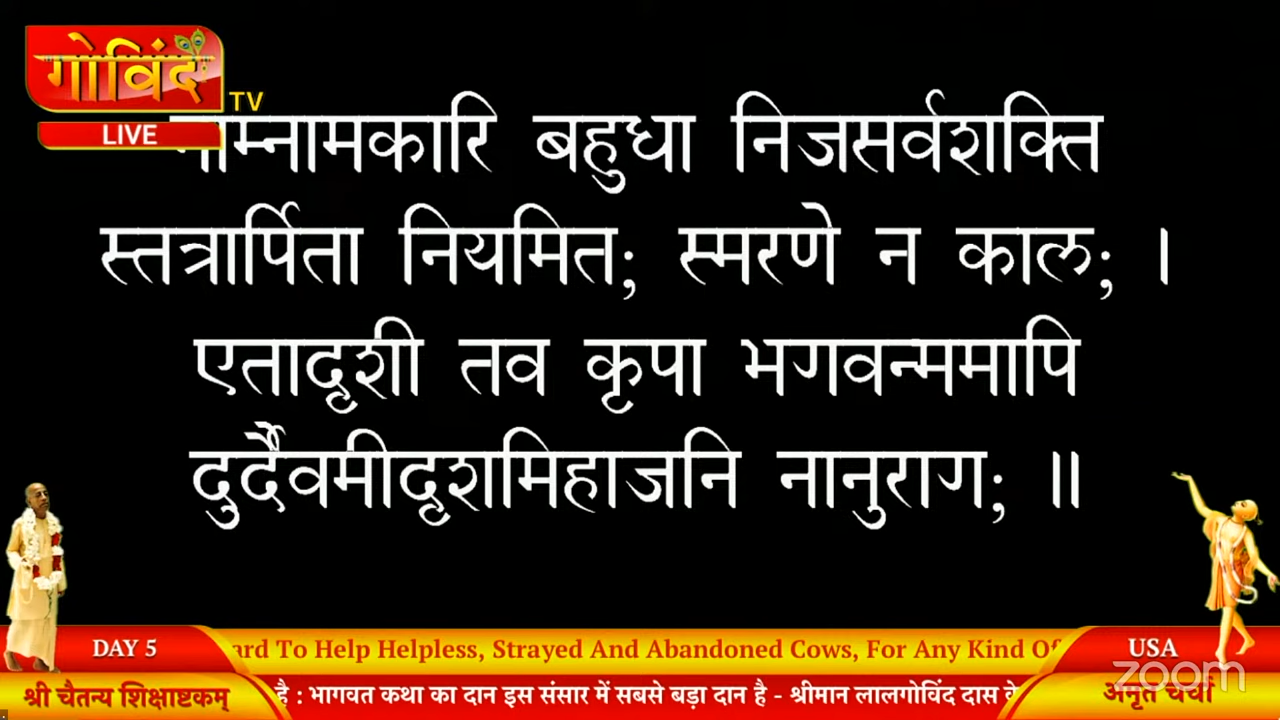 गोविंद
TV
LIVE
नाम्नामकारि बहुधा निजसर्वशक्ति
स्तत्रार्पिता नियमित; स्मरणे न काल; ।
एतादृशी तव कृपा भगवन्ममापि
दुर्दैवमीदृशमिहाजनि नानुराग; ॥
DAY 5
ard To Help Helpless, Strayed And Abandoned Cows, For Any Kind Of
USA
श्री चैतन्य शिक्षाष्टकम्
है : भागवत कथा का दान इस संसार में सबसे बड़ा दान है - श्रीमान लालगोविंद दास के
अमृत चर्चा
zoom